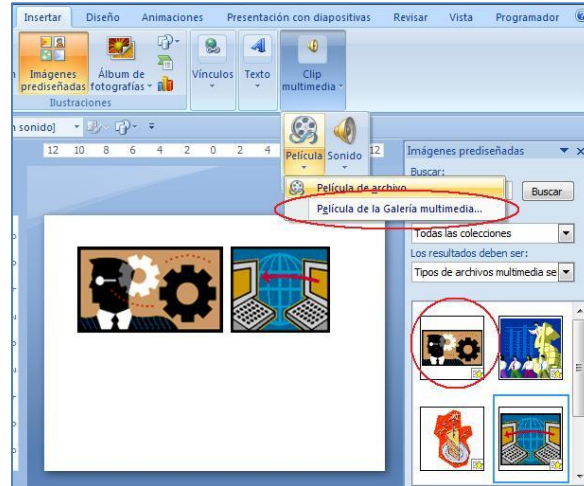 Insertar Diseño Animaciones Presentación con diapositivas Revisar Vista Programador
Imágenes prediseñadas
Álbum de fotografías
Vínculos
Texto
Clip multimedia
Ilustraciones
sonido]
12 10 8 6 4 2 0 2 4 12
Película Sonido
Película de archivo...
Película de la Galería multimedia...
Imágenes prediseñadas
Buscar:
Buscar
Todas las colecciones
Los resultados deben ser:
Tipos de archivos multimedia se